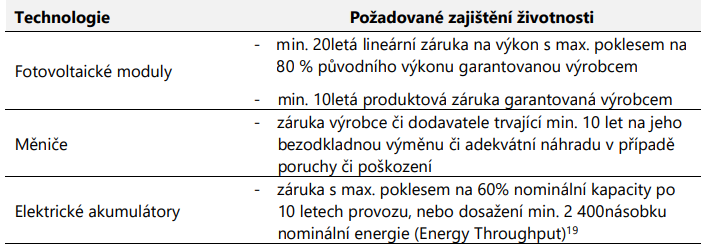 Technologie Požadované zajištění životnosti
Fotovoltaické moduly
- min. 20letá lineární záruka na výkon s max. poklesem na
80 % původního výkonu garantovanou výrobcem
- min. 10letá produktová záruka garantovaná výrobcem
Měniče
- záruka výrobce či dodavatele trvající min. 10 let na jeho
bezodkladnou výměnu či adekvátní náhradu v případě
poruchy či poškození
Elektrické akumulátory
- záruka s max. poklesem na 60% nominální kapacity po
10 letech provozu, nebo dosažení min. 2 400násobku
nominální energie (Energy Throughput)¹⁹